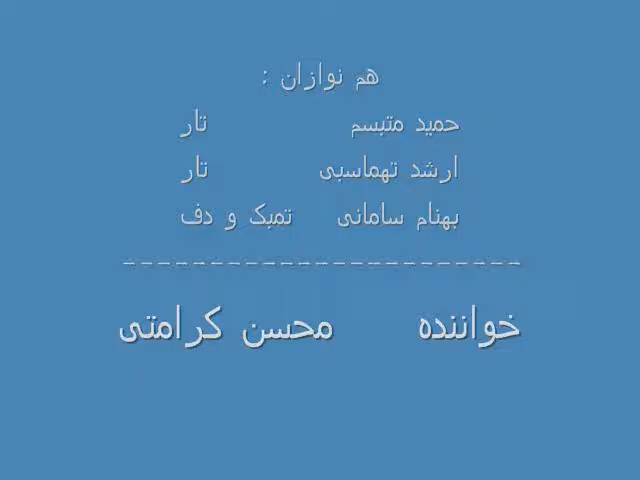 هم نوازان :
حمید متبسم تار
ارشد تهماسبی تار
بهنام سامانی تمبک و دف
-----------------------
خواننده محسن کرامتی